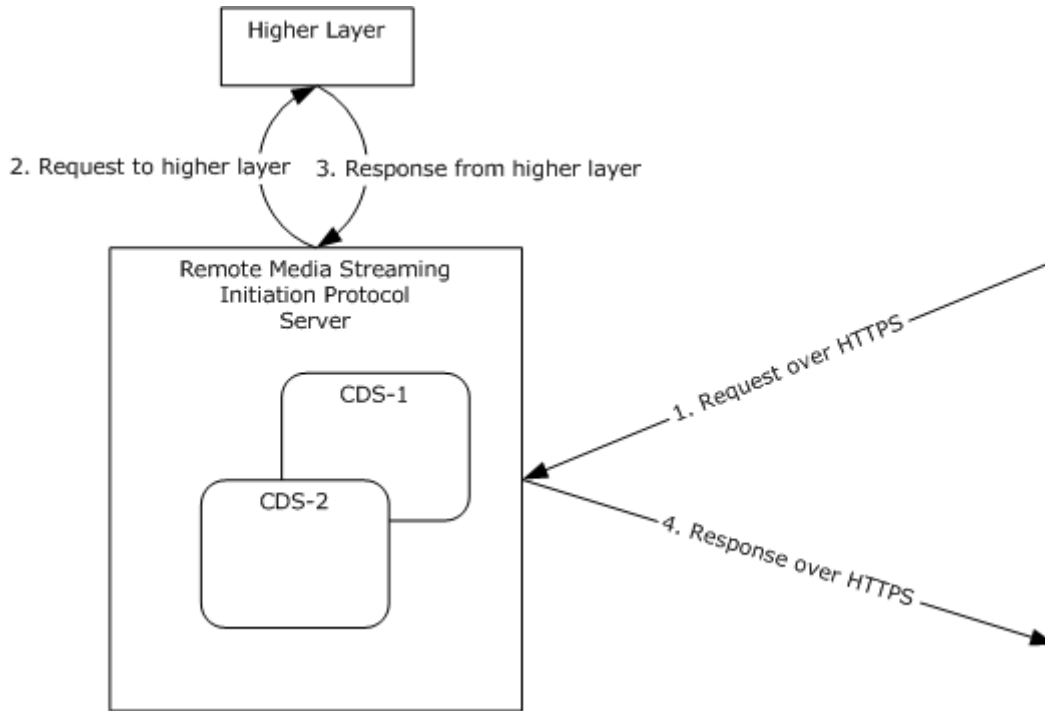 Higher Layer
2. Request to higher layer
3. Response from higher layer
Remote Media Streaming
Initiation Protocol
Server
1. Request over HTTPS
CDS-1
CDS-2
4. Response over HTTPS